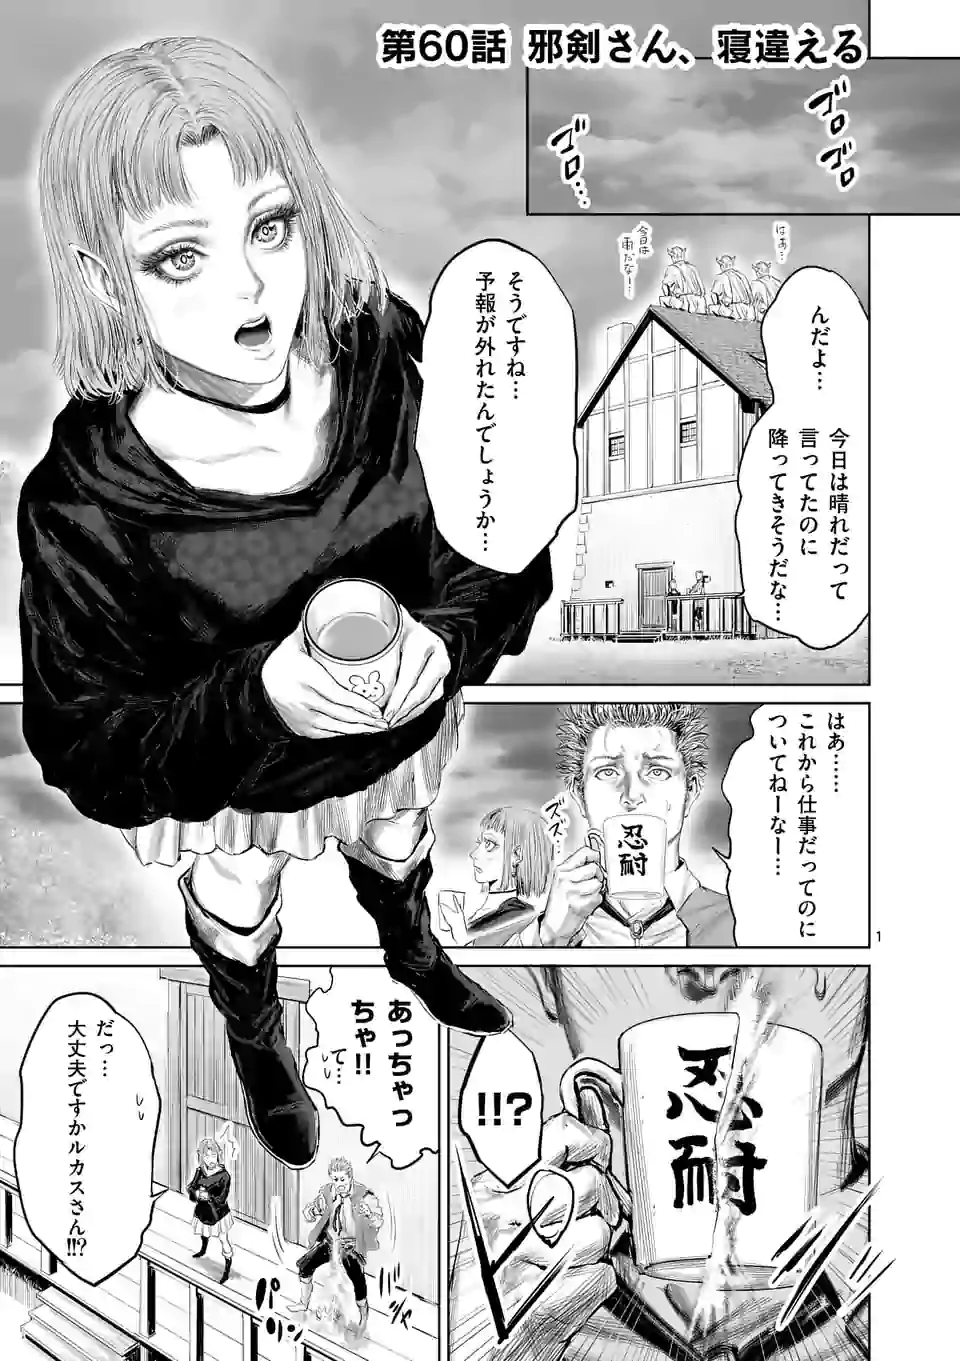 第60話 邪剣さん、寝違える
ゴロ
ゴロ
ゴロ…
はぁ…
今日は
雨だな…
んだよ…
今日は晴れだって
言ってたのに
降ってきそうだな…
そうですね…
予報が外れたんでしょうか…
はあ……
これから仕事だってのに
ついてねーな…
ズズ…
忍耐
1
!!?
忍耐
あっちゃっ
ちゃ!!
て…
だっ…
大丈夫ですかルカスさん!!?